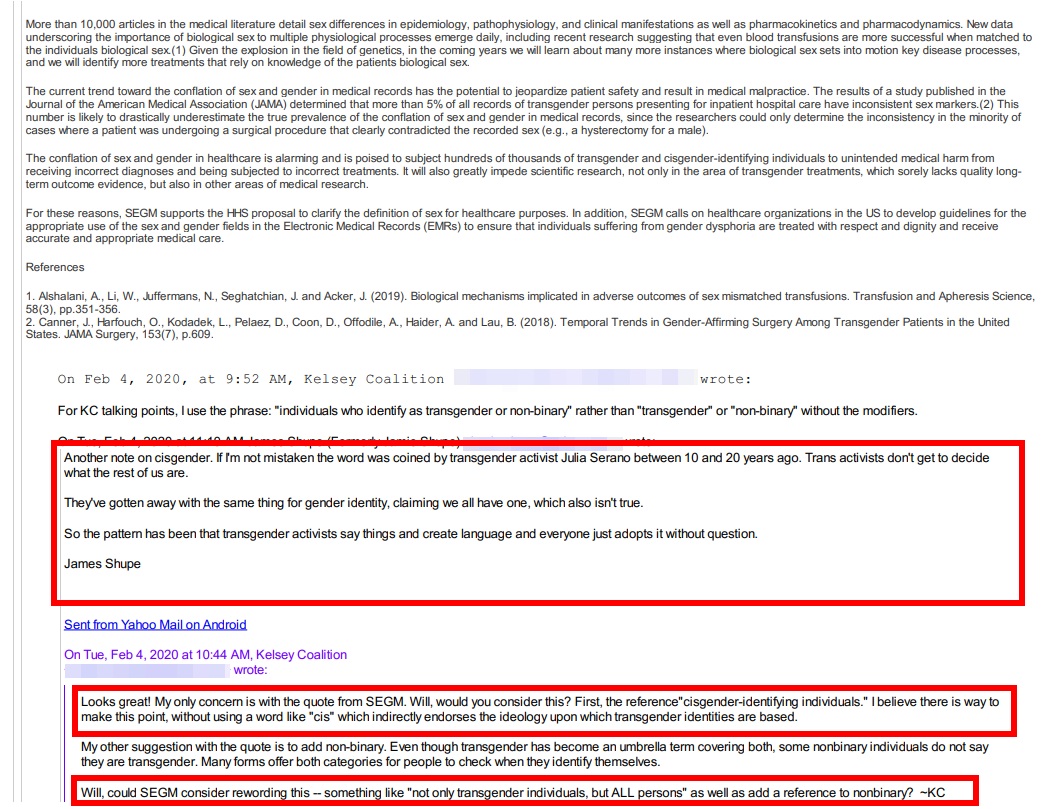 More than 10,000 articles in the medical literature detail sex differences in epidemiology, pathophysiology, and clinical manifestations as well as pharmacokinetics and pharmacodynamics. New data
underscoring the importance of biological sex to multiple physiological processes emerge daily, including recent research suggesting that even blood transfusions are more successful when matched to
the individuals biological sex.(1) Given the explosion in the field of genetics, in the coming years we will learn about many more instances where biological sex sets into motion key disease processes,
and we will identify more treatments that rely on knowledge of the patients biological sex.
The current trend toward the conflation of sex and gender in medical records has the potential to jeopardize patient safety and result in medical malpractice. The results of a study published in the
Journal of the American Medical Association (JAMA) determined that more than 5% of all records of transgender persons presenting for inpatient hospital care have inconsistent sex markers.(2) This
number is likely to drastically underestimate the true prevalence of the conflation of sex and gender in medical records, since the researchers could only determine the inconsistency in the minority of
cases where a patient was undergoing a surgical procedure that clearly contradicted the recorded sex (e.g., a hysterectomy for a male).
The conflation of sex and gender in healthcare is alarming and is poised to subject hundreds of thousands of transgender and cisgender-identifying individuals to unintended medical harm from
receiving incorrect diagnoses and being subjected to incorrect treatments. It will also greatly impede scientific research, not only in the area of transgender treatments, which sorely lacks quality long-
term outcome evidence, but also in other areas of medical research.
For these reasons, SEGM supports the HHS proposal to clarify the definition of sex for healthcare purposes. In addition, SEGM calls on healthcare organizations in the US to develop guidelines for the
appropriate use of the sex and gender fields in the Electronic Medical Records (EMRs) to ensure that individuals suffering from gender dysphoria are treated with respect and dignity and receive
accurate and appropriate medical care.
References
1. Alshalani, A., Li, W., Juffermans, N., Seghatchian, J. and Acker, J. (2019). Biological mechanisms implicated in adverse outcomes of sex mismatched transfusions. Transfusion and Apheresis Science,
58(3), pp.351-356.
2. Canner, J., Harfouch, O., Kodadek, L., Pelaez, D., Coon, D., Offodile, A., Haider, A. and Lau, B. (2018). Temporal Trends in Gender-Affirming Surgery Among Transgender Patients in the United
States. JAMA Surgery, 153(7), p.609.
On Feb 4, 2020, at 9:52 AM, Kelsey Coalition wrote:
For KC talking points, I use the phrase: "individuals who identify as transgender or non-binary" rather than "transgender" or "non-binary" without the modifiers.
On Tue, Feb 4, 2020 at 11:10 AM James Shupe (Formerly Jamie Shupe) wrote:
Another note on cisgender. If I'm not mistaken the word was coined by transgender activist Julia Serano between 10 and 20 years ago. Trans activists don't get to decide
what the rest of us are.
They've gotten away with the same thing for gender identity, claiming we all have one, which also isn't true.
So the pattern has been that transgender activists say things and create language and everyone just adopts it without question.
James Shupe
Sent from Yahoo Mail on Android
On Tue, Feb 4, 2020 at 10:44 AM, Kelsey Coalition
wrote:
Looks great! My only concern is with the quote from SEGM. Will, would you consider this? First, the reference"cisgender-identifying individuals." I believe there is way to
make this point, without using a word like "cis" which indirectly endorses the ideology upon which transgender identities are based.
My other suggestion with the quote is to add non-binary. Even though transgender has become an umbrella term covering both, some nonbinary individuals do not say
they are transgender. Many forms offer both categories for people to check when they identify themselves.
Will, could SEGM consider rewording this -- something like "not only transgender individuals, but ALL persons" as well as add a reference to nonbinary? ~KC